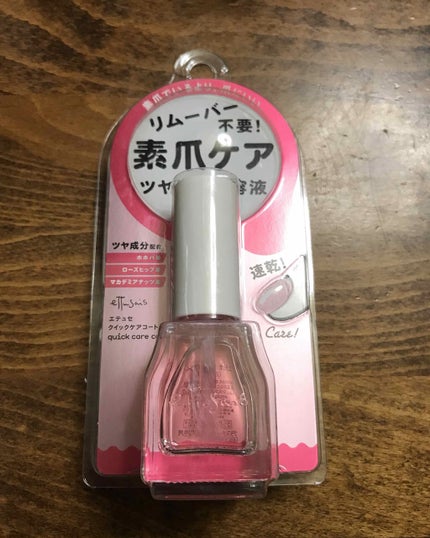 リムーバー
不要!
素爪ケア
ツヤ 容液
ツヤ成分配合
ホホバ
ローズヒップ
マカデミアナッツ
速乾!
Care!
ettusais
エテュセ
クイックケアコート
quick care